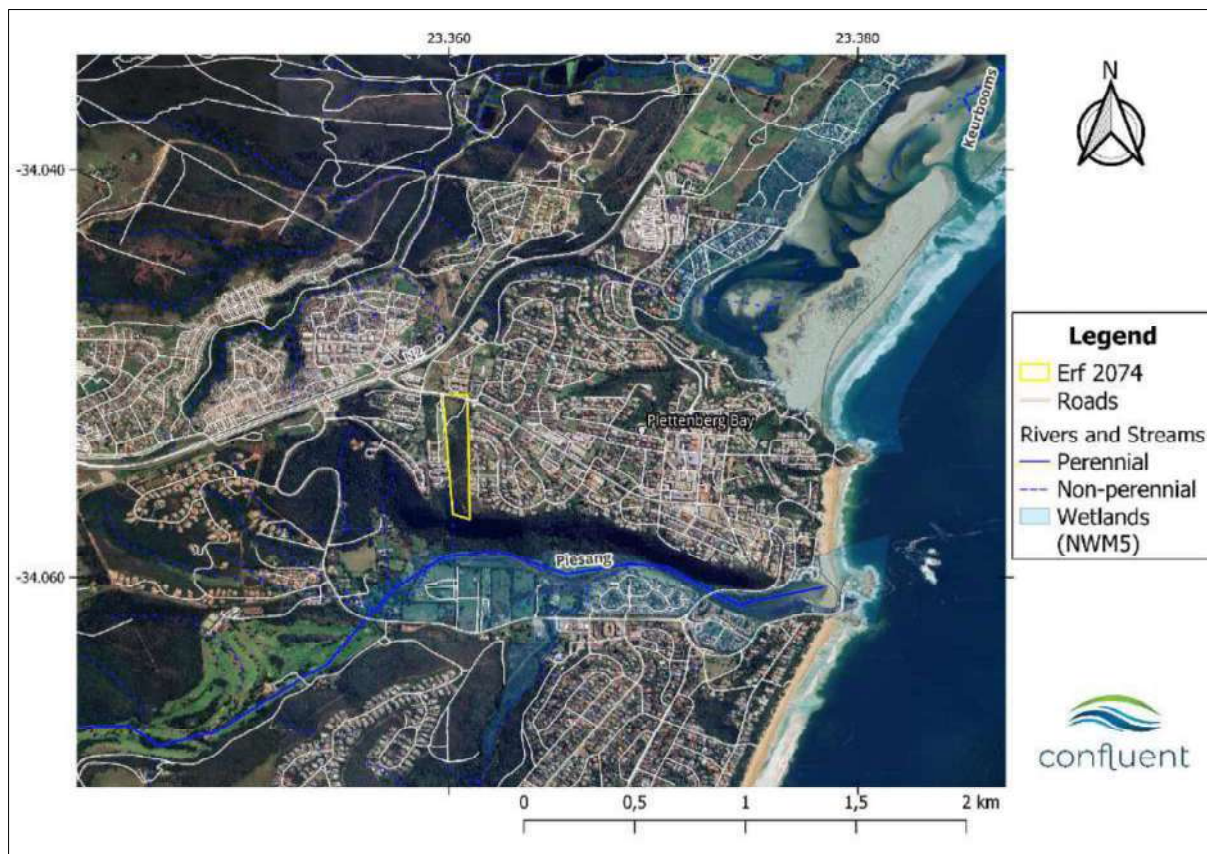 23.360
23.380
-34.040
-34.060
N
Keurbooms
N2
Plettenberg Bay
Piesang
Legend
Erf 2074
Roads
Rivers and Streams
Perennial
Non-perennial
Wetlands
(NWM5)
confluent
0 0,5 1 1,5 2 km